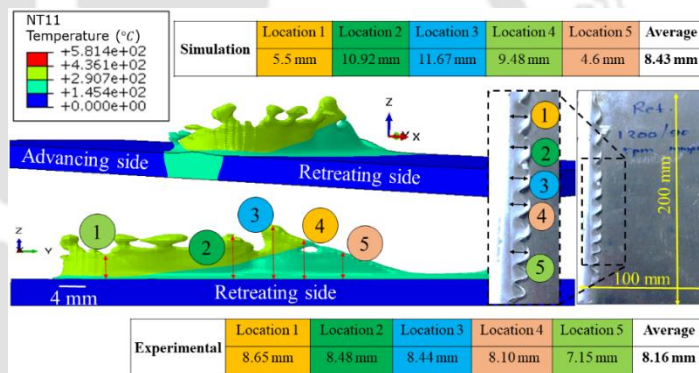 NT11
Temperature (°C)
+5.814e+02
+4.361e+02
+2.907e+02
+1.454e+02
+0.000e+00
Simulation
Location 1 Location 2 Location 3 Location 4 Location 5 Average
5.5 mm 10.92 mm 11.67 mm 9.48 mm 4.6 mm 8.43 mm
Z
X
Advancing side
Retreating side
Z
Y
1
2
3
4
5
4 mm
Retreating side
1
2
3
4
5
Ret.
200 mm
100 mm
Experimental
Location 1 Location 2 Location 3 Location 4 Location 5 Average
8.65 mm 8.48 mm 8.44 mm 8.10 mm 7.15 mm 8.16 mm